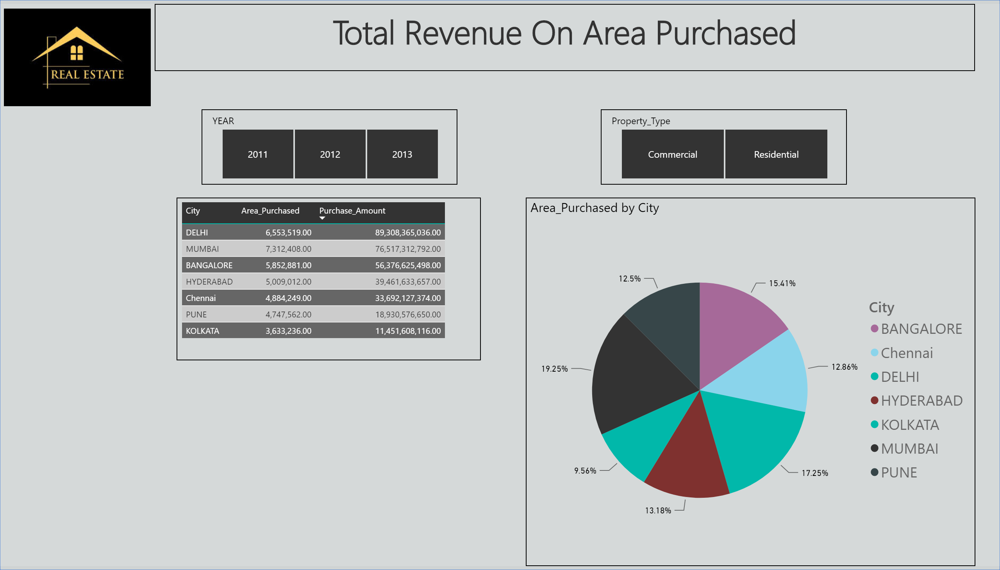 REAL ESTATE
Total Revenue On Area Purchased
YEAR
2011 2012 2013
Property_Type
Commercial Residential
City Area_Purchased Purchase_Amount
DELHI 6,553,519.00 89,308,365,036.00
MUMBAI 7,312,408.00 76,517,312,792.00
BANGALORE 5,852,881.00 56,376,625,498.00
HYDERABAD 5,009,012.00 39,461,633,657.00
Chennai 4,884,249.00 33,692,127,374.00
PUNE 4,747,562.00 18,930,576,650.00
KOLKATA 3,633,236.00 11,451,608,116.00
Area_Purchased by City
12.5%
15.41%
12.86%
19.25%
9.56%
17.25%
13.18%
City
BANGALORE
Chennai
DELHI
HYDERABAD
KOLKATA
MUMBAI
PUNE